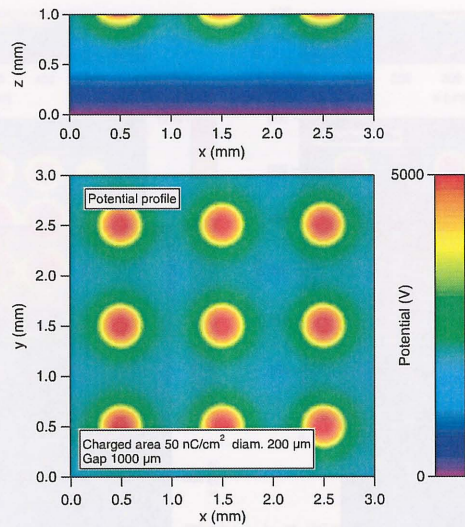 1.0
z (mm)
0.5
0.0
0.0 0.5 1.0 1.5 2.0 2.5 3.0
x (mm)
3.0
Potential profile
2.5
2.0
y (mm)
1.5
1.0
0.5
Charged area 50 nC/cm² diam. 200 µm
Gap 1000 µm
0.0
0.0 0.5 1.0 1.5 2.0 2.5 3.0
x (mm)
5000
Potential (V)
0